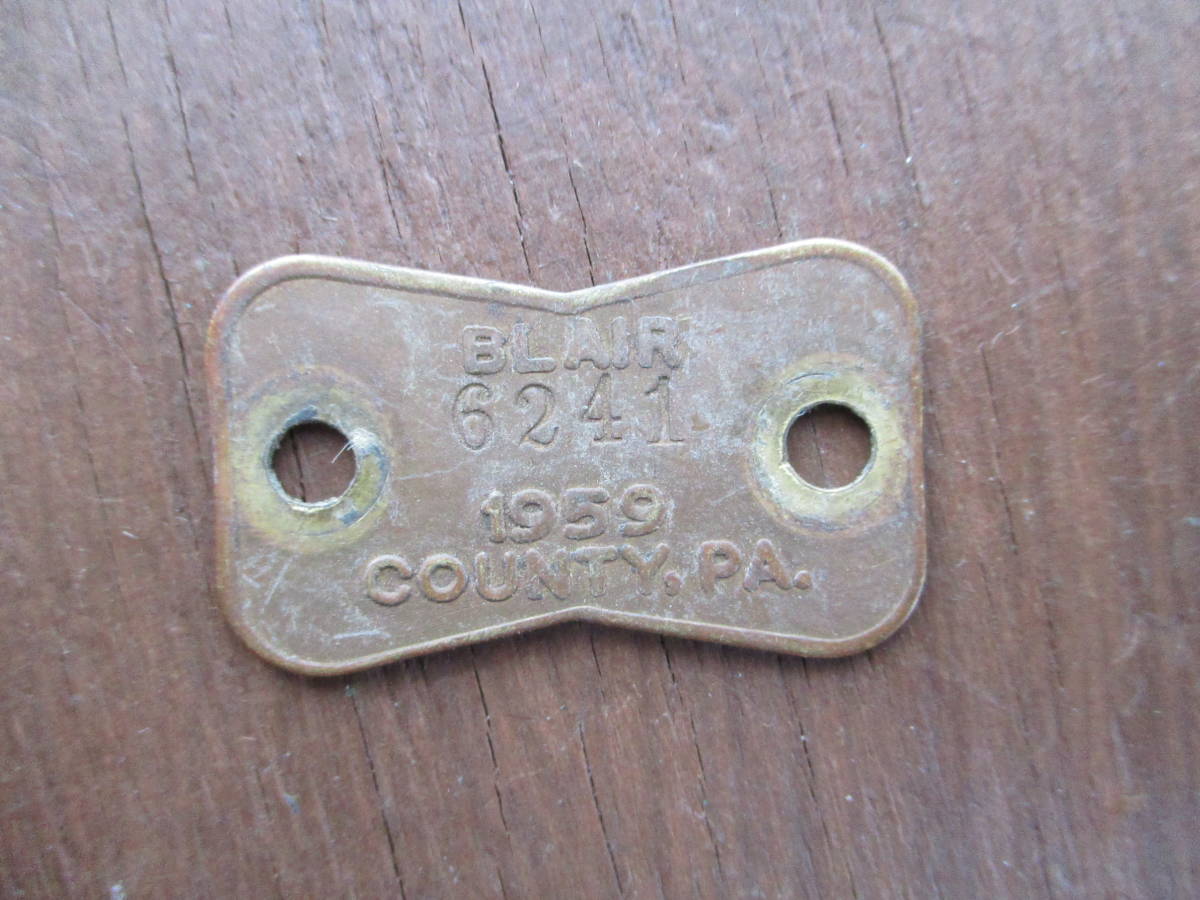 BLAIR
6241
1959
COUNTY, PA.